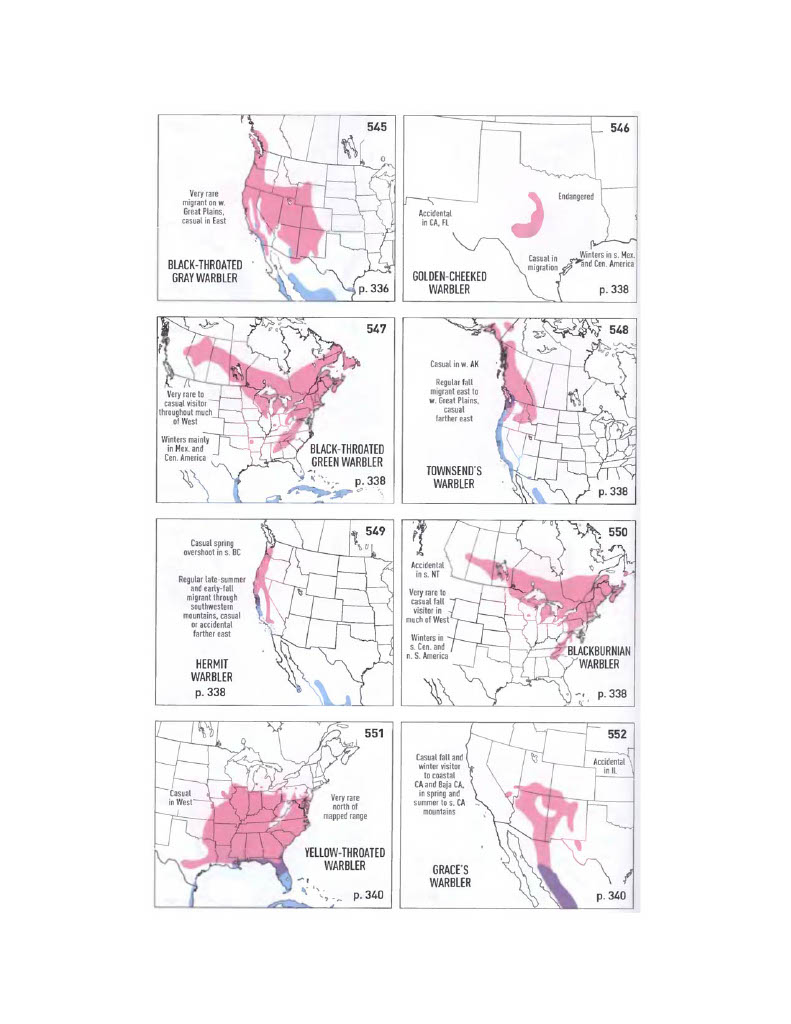 545
Very rare
migrant on w.
Great Plains,
casual in East
BLACK-THROATED
GRAY WARBLER
p. 336
546
Endangered
Accidental
in CA, FL
Casual in
migration
Winters in s. Mex.
and Cen. America
GOLDEN-CHEEKED
WARBLER
p. 338
547
Very rare to
casual visitor
throughout much
of West
Winters mainly
in Mex. and
Cen. America
BLACK-THROATED
GREEN WARBLER
p. 338
548
Casual in w. AK
Regular fall
migrant east to
w. Great Plains,
casual
farther east
TOWNSEND'S
WARBLER
p. 338
549
Casual spring
overshoot in s. BC
Regular late-summer
and early-fall
migrant through
southwestern
mountains, casual
or accidental
farther east
HERMIT
WARBLER
p. 338
550
Accidental
in s. NT
Very rare to
casual fall
visitor in
much of West
Winters in
s. Cen. and
n. S. America
BLACKBURNIAN
WARBLER
p. 338
551
Casual
in West
Very rare
north of
mapped range
YELLOW-THROATED
WARBLER
p. 340
552
Casual fall and
winter visitor
to coastal
CA and Baja CA,
in spring and
summer to s. CA
mountains
Accidental
in IL
GRACE'S
WARBLER
p. 340